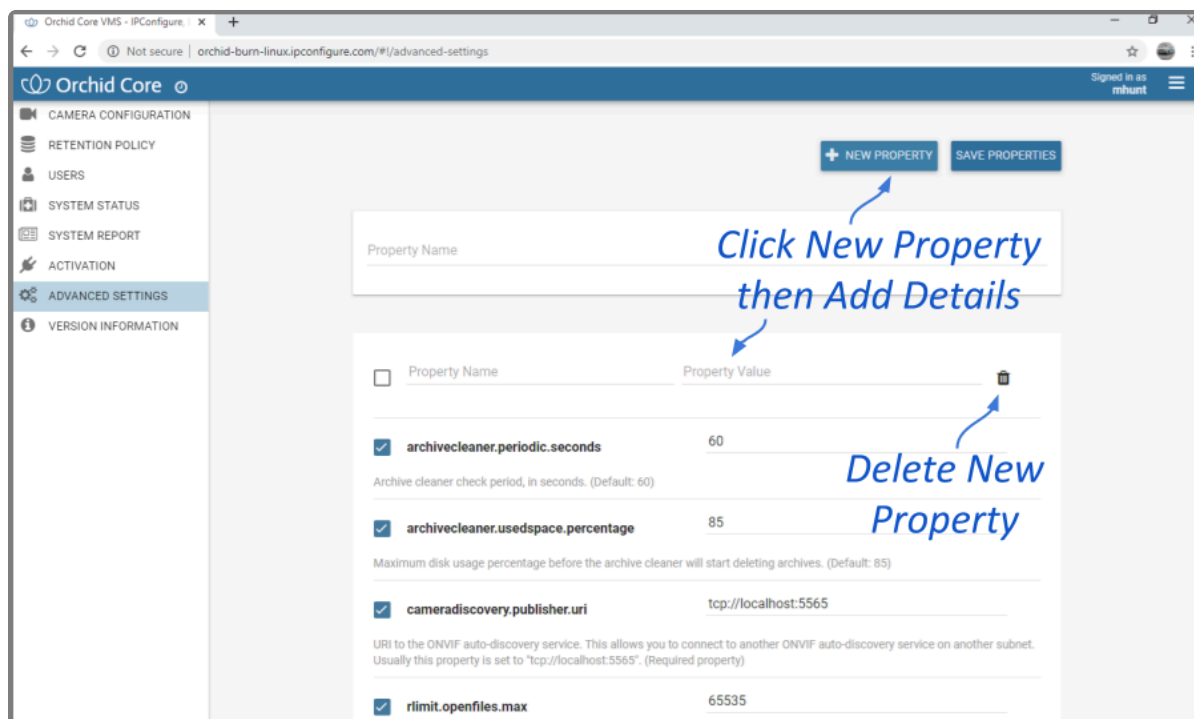 Orchid Core VMS - IPConfigure,
Not secure | orchid-burn-linux.ipconfigure.com/#!/advanced-settings
Orchid Core
Signed in as
mhunt
CAMERA CONFIGURATION
RETENTION POLICY
USERS
SYSTEM STATUS
SYSTEM REPORT
ACTIVATION
ADVANCED SETTINGS
VERSION INFORMATION
+ NEW PROPERTY
SAVE PROPERTIES
Property Name
Click New Property
then Add Details
Property Name Property Value
archivecleaner.periodic.seconds 60
Archive cleaner check period, in seconds. (Default: 60)
Delete New
Property
archivecleaner.usedspace.percentage 85
Maximum disk usage percentage before the archive cleaner will start deleting archives. (Default: 85)
cameradiscovery.publisher.uri tcp://localhost:5565
URI to the ONVIF auto-discovery service. This allows you to connect to another ONVIF auto-discovery service on another subnet.
Usually this property is set to "tcp://localhost:5565". (Required property)
rlimit.openfiles.max 65535